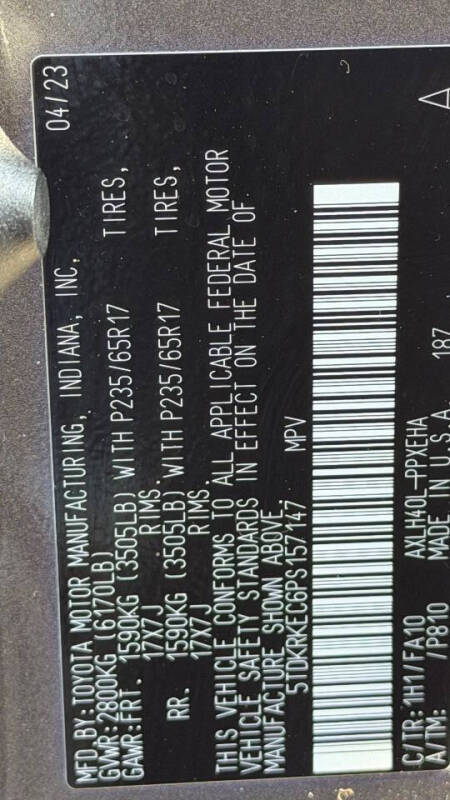 MFD.BY:TOYOTA MOTOR MANUFACTURING, INDIANA, INC. 04/23
GVWR:2800KG (6170LB)
GAWR:FRT. 1590KG (3505LB) WITH P235/65R17 TIRES,
17X7J RIMS.
RR. 1590KG (3505LB) WITH P235/65R17 TIRES,
17X7J RIMS.
THIS VEHICLE CONFORMS TO ALL APPLICABLE FEDERAL MOTOR
VEHICLE SAFETY STANDARDS IN EFFECT ON THE DATE OF
MANUFACTURE SHOWN ABOVE.
5TDKRKEC6PS157147 MPV
C/TR: 1H1/FA10 AXLH40L-PPXEHA
A/TM: /P810 MADE IN U.S.A. 187 A